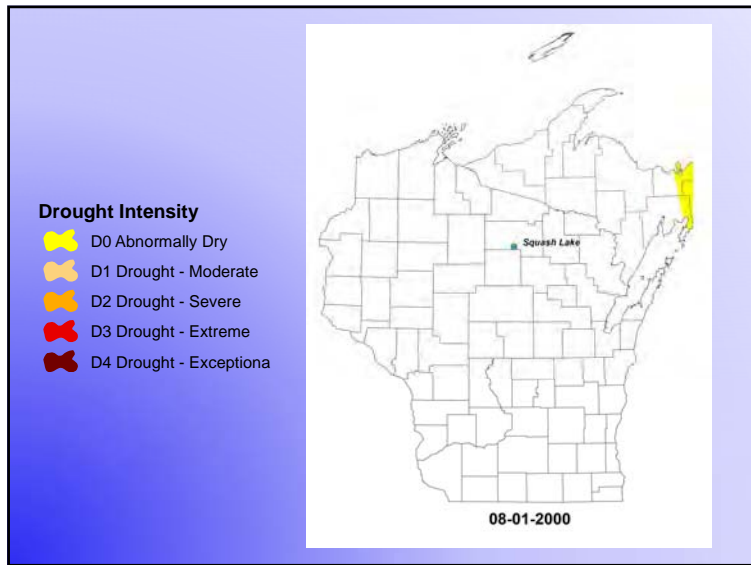 Drought Intensity
D0 Abnormally Dry
D1 Drought - Moderate
D2 Drought - Severe
D3 Drought - Extreme
D4 Drought - Exceptiona
Squash Lake
08-01-2000